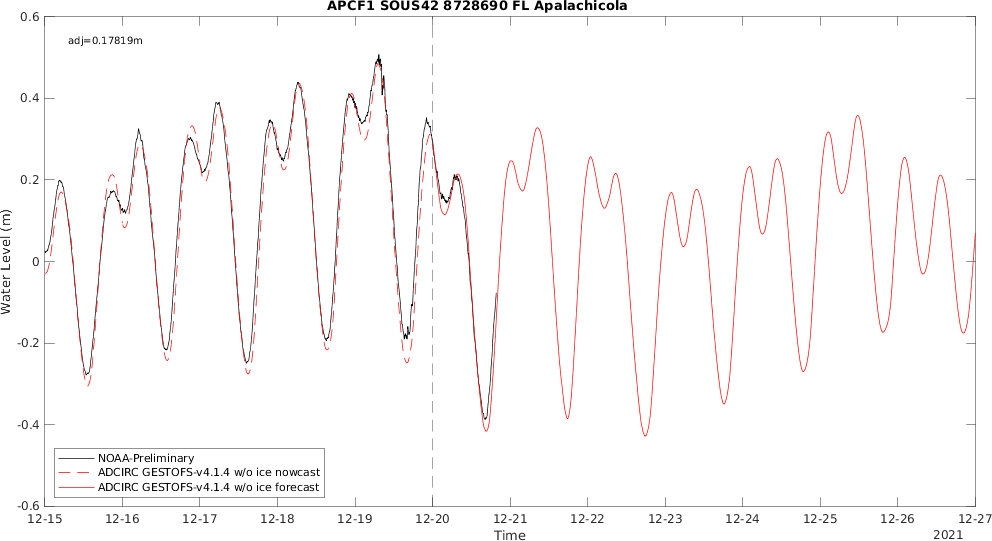 APCF1 SOUS42 8728690 FL Apalachicola
adj=0.17819m
0.6
0.4
0.2
0
-0.2
-0.4
-0.6
Water Level (m)
NOAA-Preliminary
ADCIRC GESTOFS-v4.1.4 w/o ice nowcast
ADCIRC GESTOFS-v4.1.4 w/o ice forecast
12-15 12-16 12-17 12-18 12-19 12-20 12-21 12-22 12-23 12-24 12-25 12-26 12-27
Time
2021